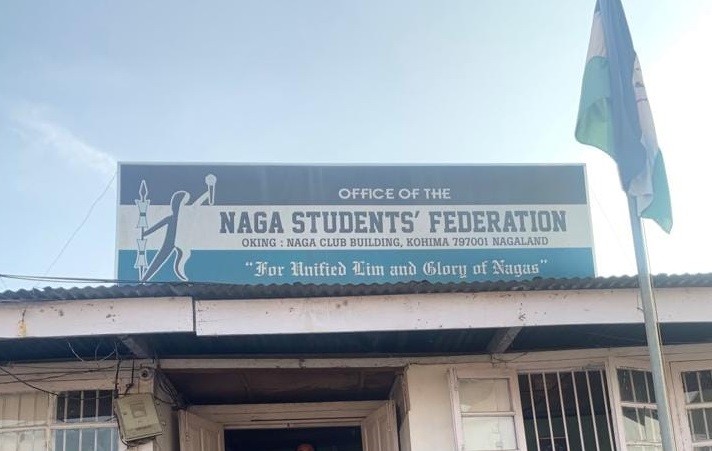 OFFICE OF THE
NAGA STUDENTS' FEDERATION
OKING : NAGA CLUB BUILDING, KOHIMA 797001 NAGALAND
"For Unified Lim and Glory of Nagas"